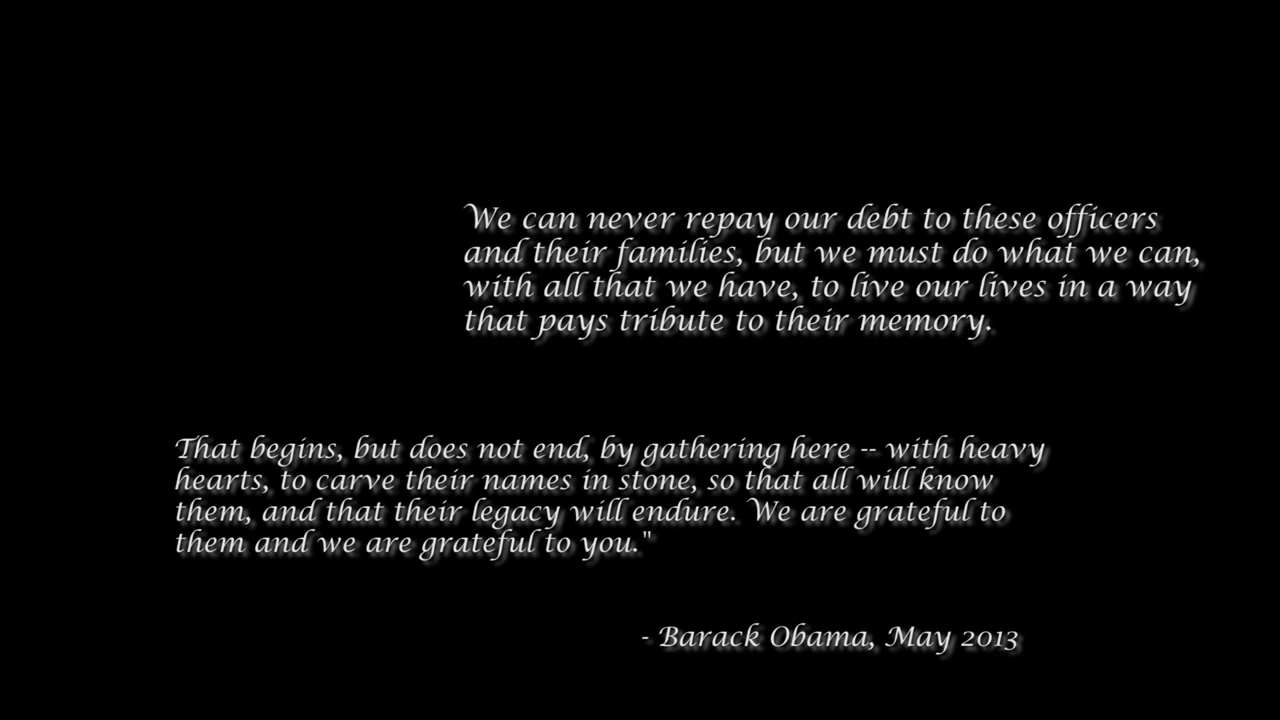 We can never repay our debt to these officers
and their families, but we must do what we can,
with all that we have, to live our lives in a way
that pays tribute to their memory.
That begins, but does not end, by gathering here -- with heavy
hearts, to carve their names in stone, so that all will know
them, and that their legacy will endure. We are grateful to
them and we are grateful to you."
- Barack Obama, May 2013